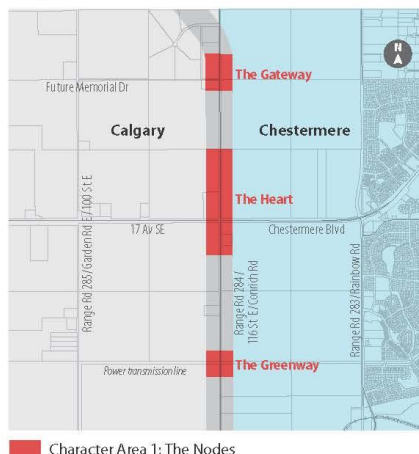 N
The Gateway
Future Memorial Dr
Calgary
Chestermere
The Heart
17 Av SE
Chestermere Blvd
Range Rd 285/Garden Rd E/100 St E
Range Rd 284/
116 St E/Conrich Rd
Range Rd 283/Rainbow Rd
The Greenway
Power transmission line
Character Area 1: The Nodes